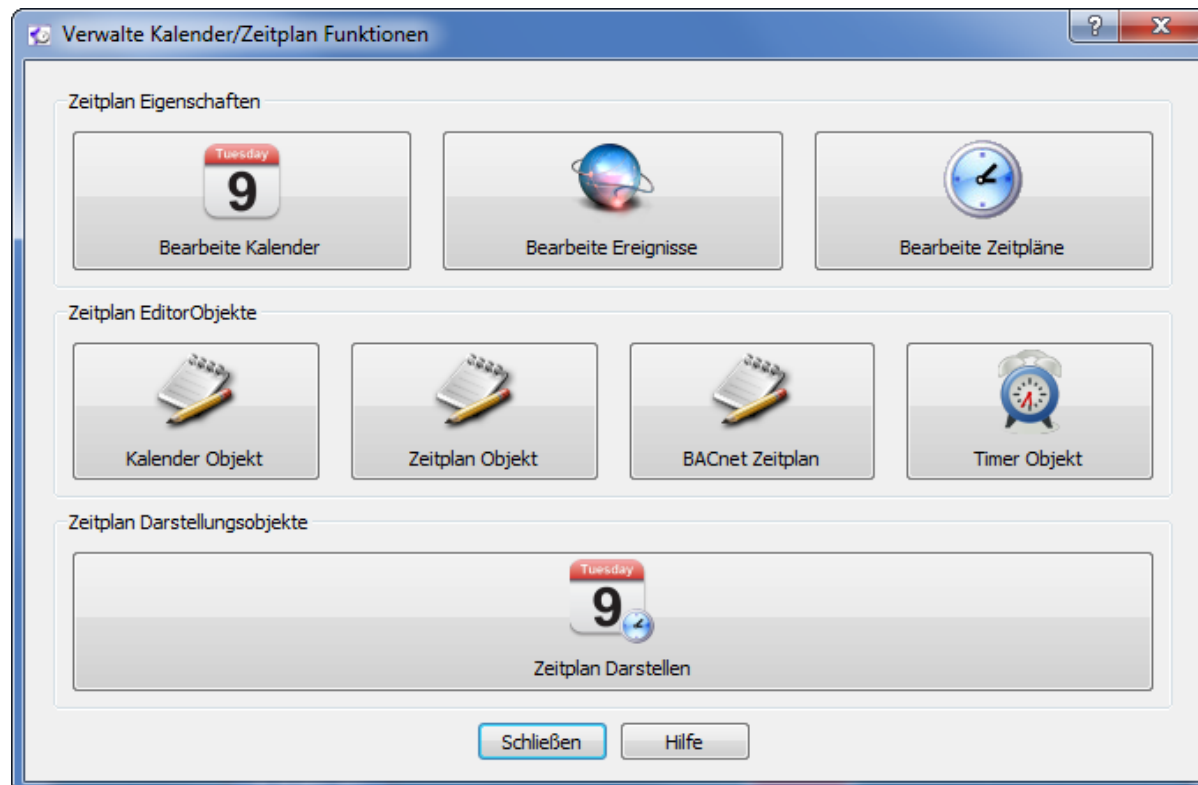 Verwalte Kalender/Zeitplan Funktionen
Zeitplan Eigenschaften
Tuesday
9
Bearbeite Kalender
Bearbeite Ereignisse
Bearbeite Zeitpläne
Zeitplan EditorObjekte
Kalender Objekt
Zeitplan Objekt
BACnet Zeitplan
Timer Objekt
Zeitplan Darstellungsobjekte
Tuesday
9
Zeitplan Darstellen
Schließen
Hilfe